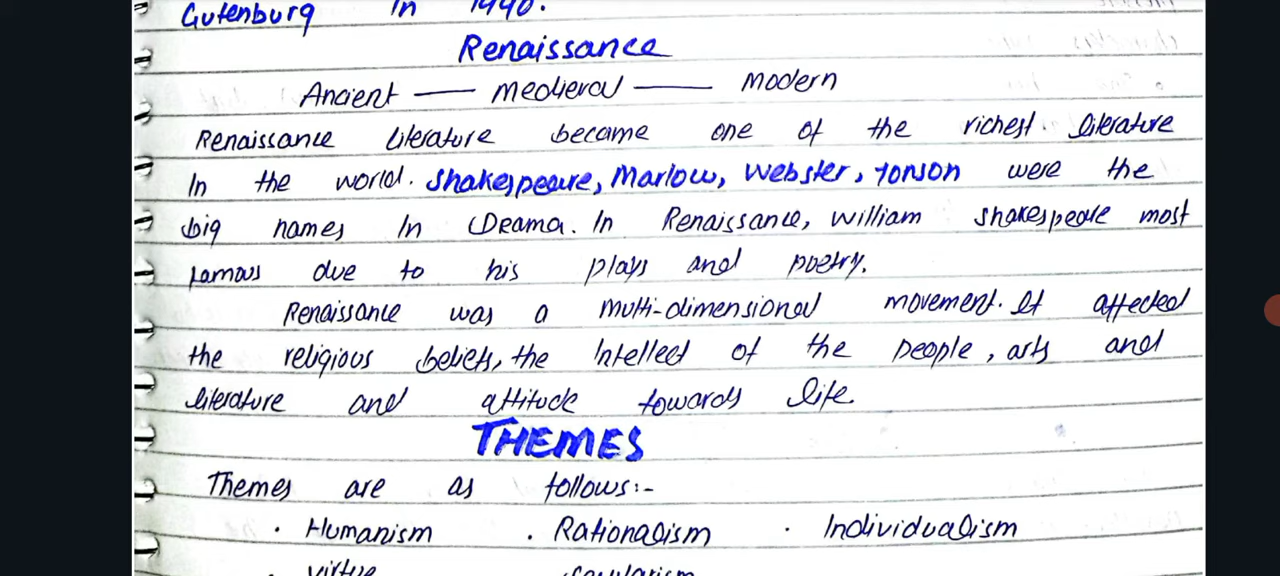 Gutenburg In 1440.
Renaissance
Ancient — medieval — modern
Renaissance literature became one of the richest literature
In the world. Shakespeare, Marlow, Webster, Jonson were the
big names In Drama. In Renaissance, William Shakespeare most
famous due to his plays and poetry.
Renaissance was a multi-dimensional movement. It affected
the religious beliefs, the Intellect of the people, arts and
literature and attitude towards life.
THEMES
Themes are as follows:-
· Humanism · Rationalism · Individualism
· Virtue secularism